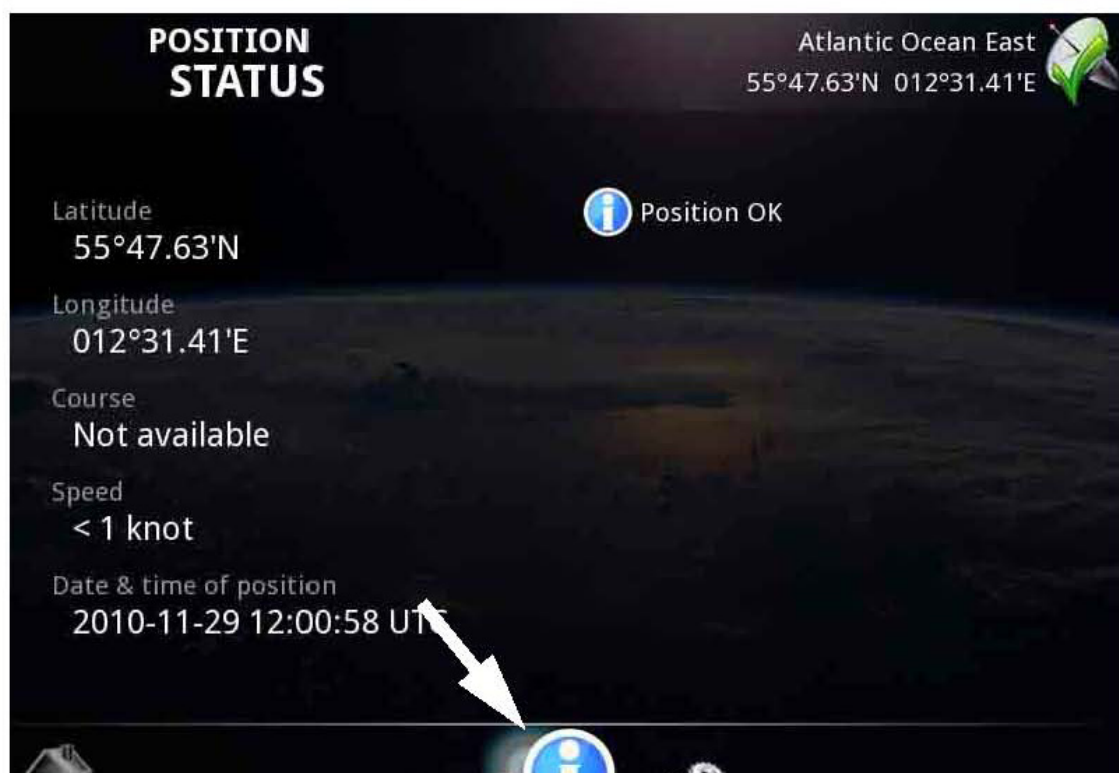 POSITION
STATUS
Atlantic Ocean East
55°47.63'N 012°31.41'E
Latitude
55°47.63'N
Position OK
Longitude
012°31.41'E
Course
Not available
Speed
< 1 knot
Date & time of position
2010-11-29 12:00:58 UTC